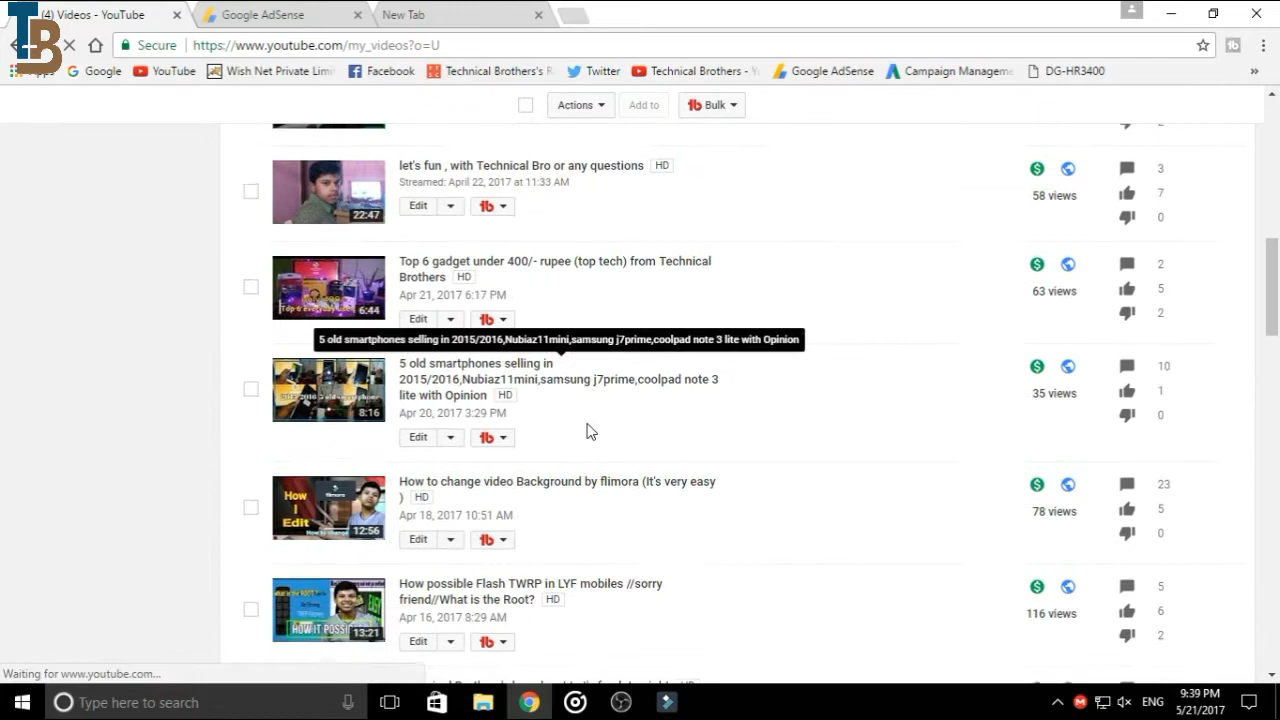 TB
(4) Videos - YouTube
Google AdSense
New Tab
Secure
https://www.youtube.com/my_videos?o=U
Apps
Google
YouTube
Wish Net Private Lim
Facebook
Technical Brother's R
Twitter
Technical Brothers - Y
Google AdSense
Campaign Manageme
DG-HR3400
»
Actions
Add to
Bulk
let's fun , with Technical Bro or any questions HD
Streamed: April 22, 2017 at 11:33 AM
Edit
22:47
3
58 views
7
0
Top 6 gadget under 400/- rupee (top tech) from Technical
Brothers HD
Apr 21, 2017 6:17 PM
Edit
6:44
2
63 views
5
2
5 old smartphones selling in 2015/2016,Nubiaz11mini,samsung j7prime,coolpad note 3 lite with Opinion
5 old smartphones selling in
2015/2016,Nubiaz11mini,samsung j7prime,coolpad note 3
lite with Opinion HD
Apr 20, 2017 3:29 PM
Edit
8:16
10
35 views
1
0
How to change video Background by flimora (It's very easy
) HD
Apr 18, 2017 10:51 AM
Edit
How
I
Edit
filmora
12:56
23
78 views
5
0
How possible Flash TWRP in LYF mobiles //sorry
friend//What is the Root? HD
Apr 16, 2017 8:29 AM
Edit
EASY
HOW IT POSSI
13:21
5
116 views
6
2
Waiting for www.youtube.com...
Type here to search
ENG
9:39 PM
5/21/2017